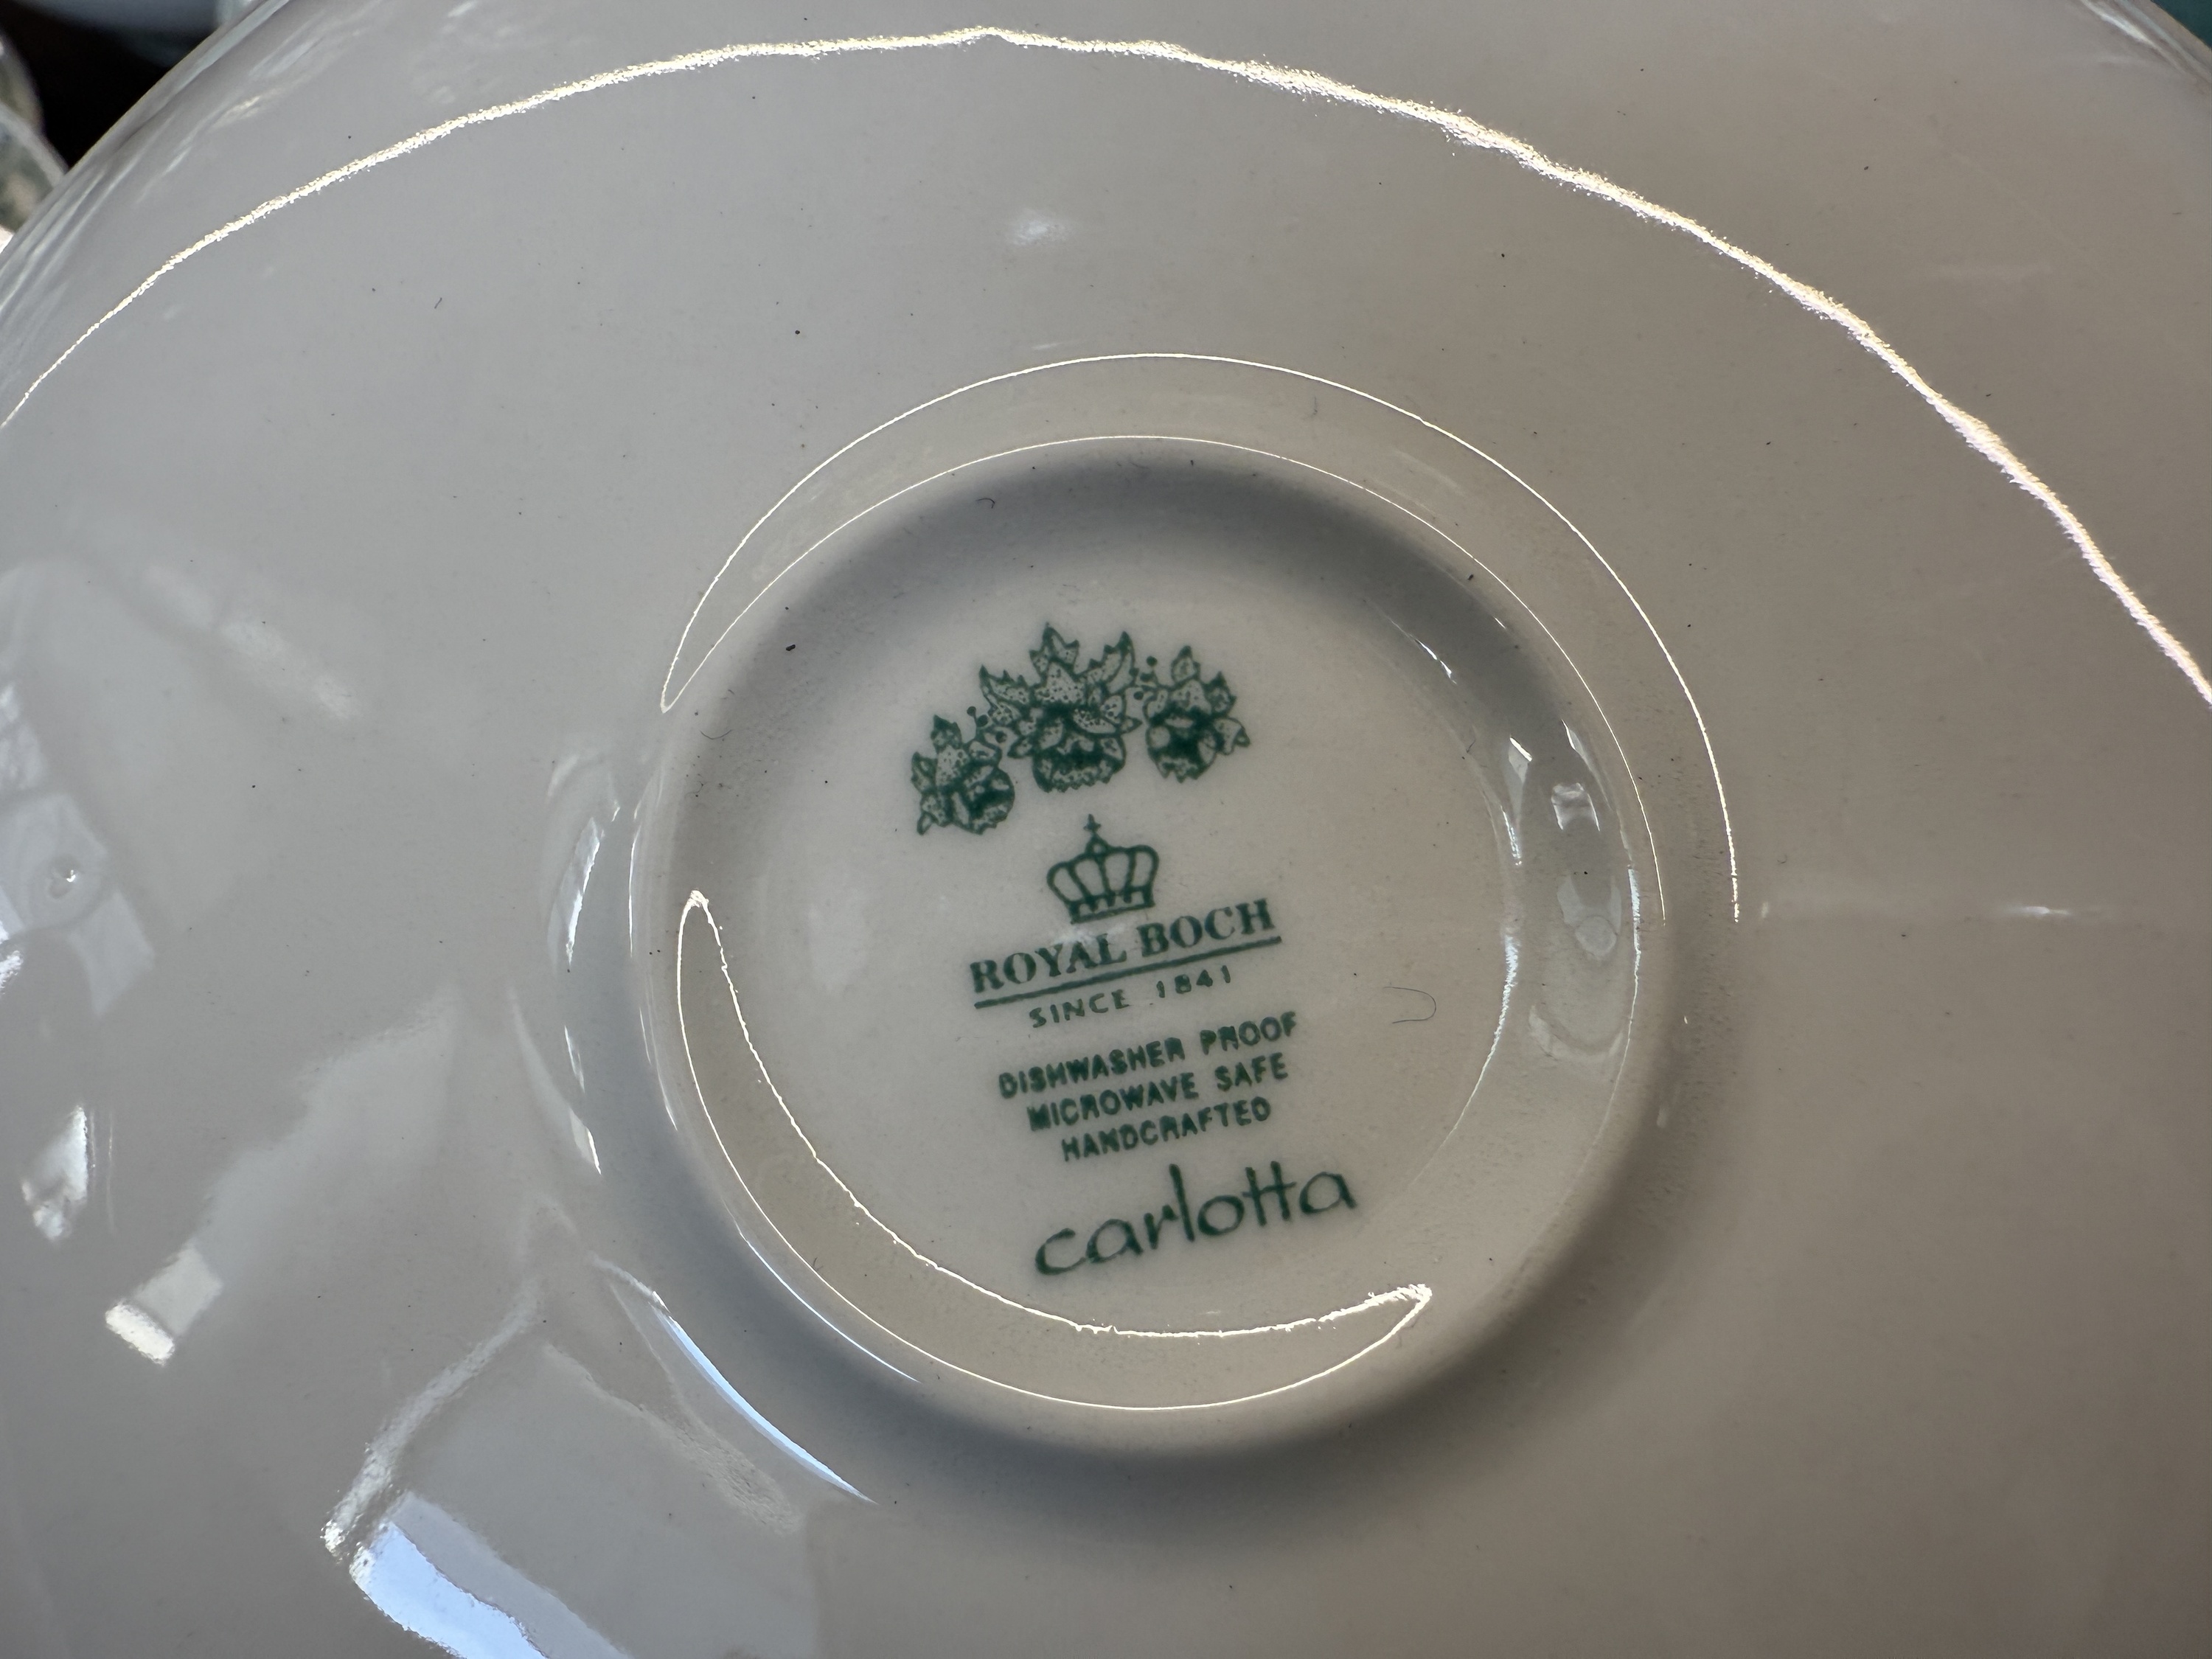 ROYAL BOCH
SINCE 1841
DISHWASHER PROOF
MICROWAVE SAFE
HANDCRAFTED
carlotta